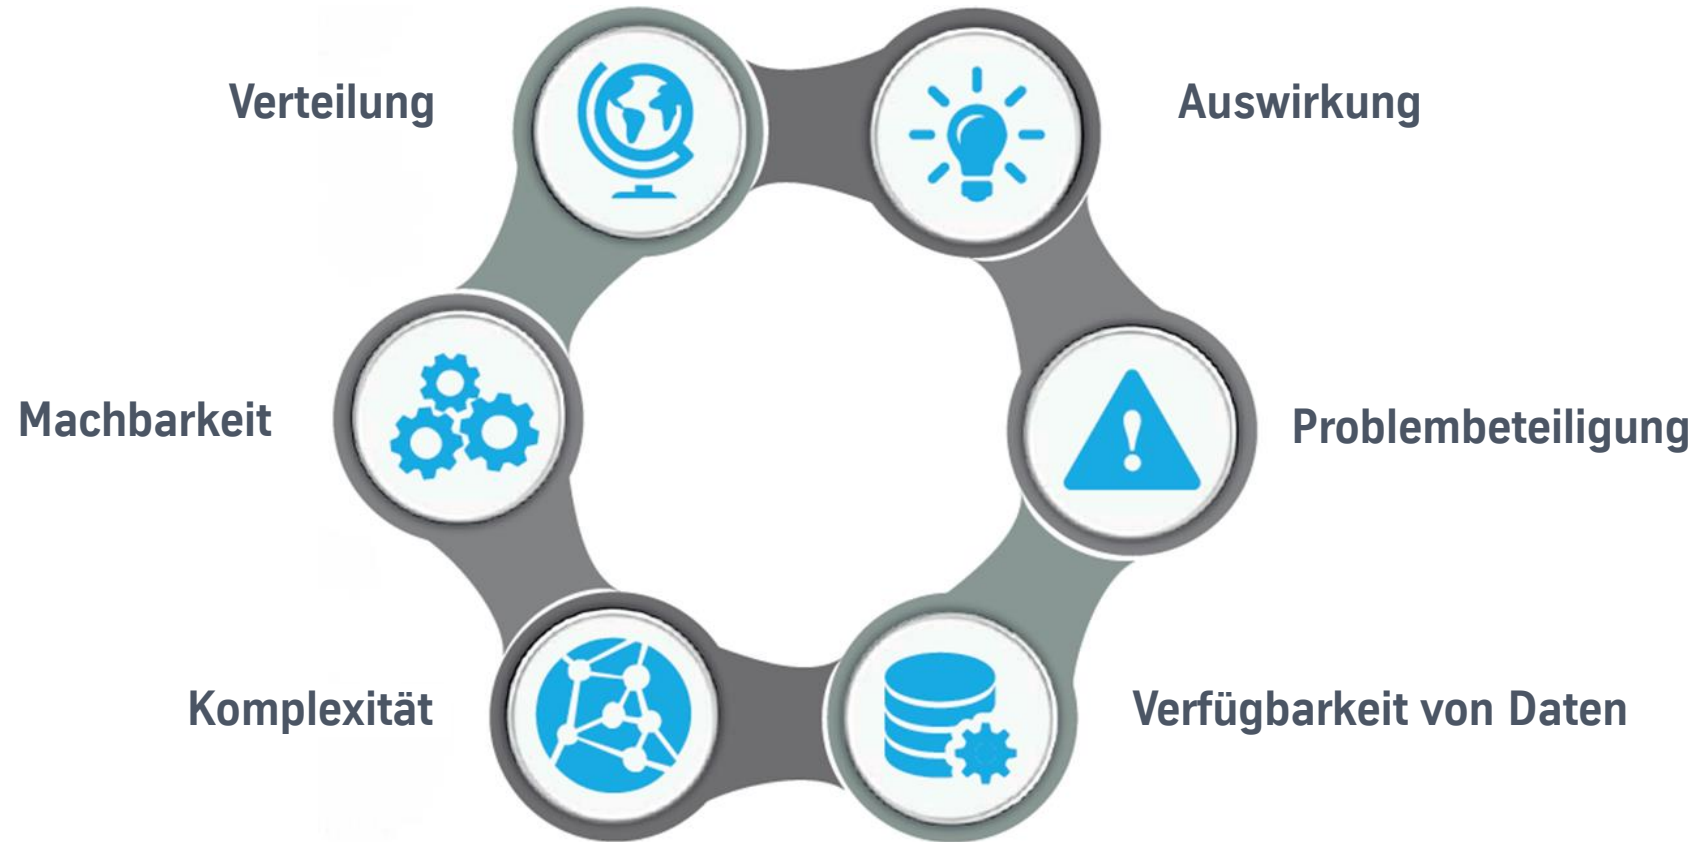 Verteilung
Auswirkung
Machbarkeit
Problembeteiligung
Komplexität
Verfügbarkeit von Daten